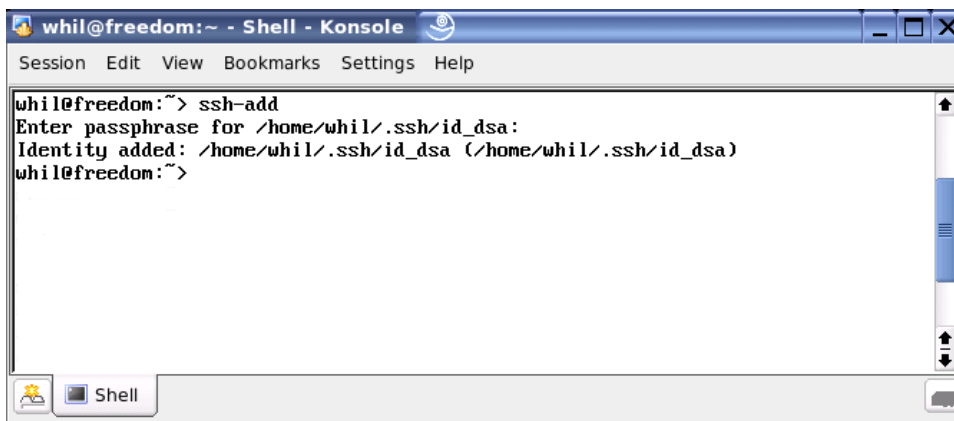 whil@freedom:~ - Shell - Konsole
Session Edit View Bookmarks Settings Help
whil@freedom:~> ssh-add
Enter passphrase for /home/whil/.ssh/id_dsa:
Identity added: /home/whil/.ssh/id_dsa (/home/whil/.ssh/id_dsa)
whil@freedom:~>
Shell